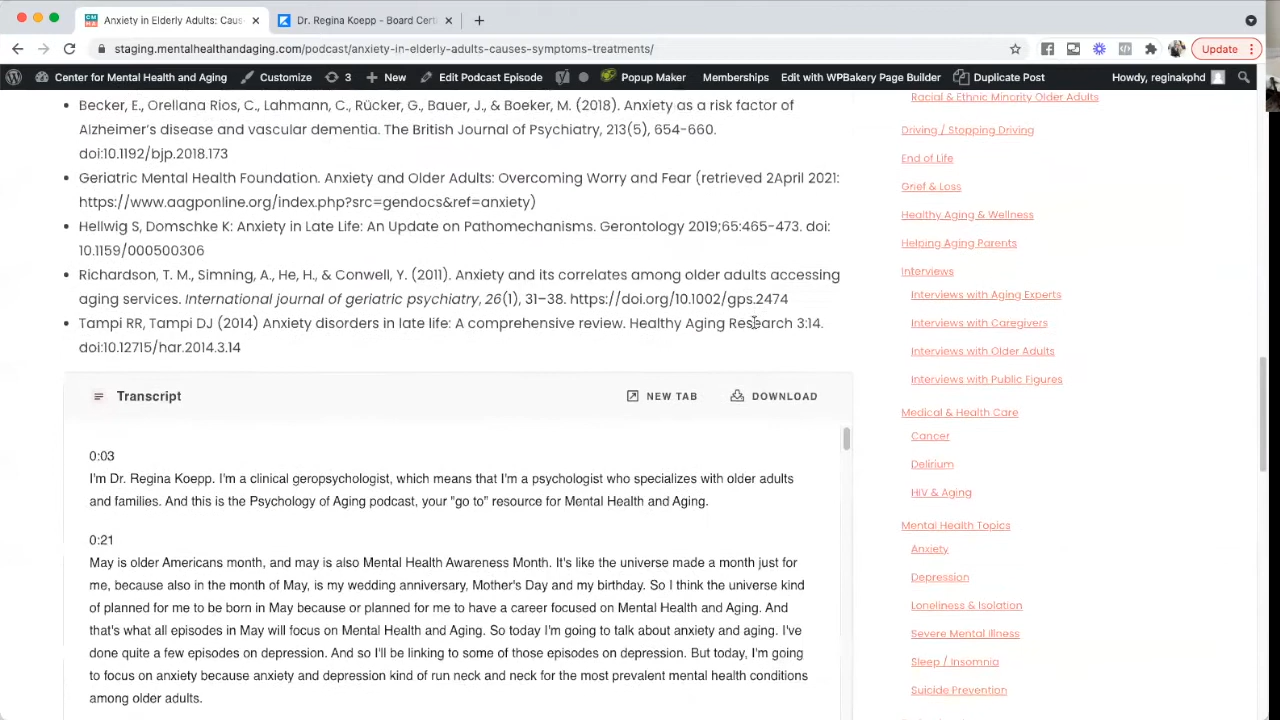 Anxiety in Elderly Adults: Caus
Dr. Regina Koepp - Board Cert
staging.mentalhealthandaging.com/podcast/anxiety-in-elderly-adults-causes-symptoms-treatments/
Update
Center for Mental Health and Aging
Customize
3
New
Edit Podcast Episode
Popup Maker
Memberships
Edit with WPBakery Page Builder
Duplicate Post
Howdy, reginakphd
Becker, E., Orellana Rios, C., Lahmann, C., Rücker, G., Bauer, J., & Boeker, M. (2018). Anxiety as a risk factor of
Alzheimer's disease and vascular dementia. The British Journal of Psychiatry, 213(5), 654-660.
doi:10.1192/bjp.2018.173
Geriatric Mental Health Foundation. Anxiety and Older Adults: Overcoming Worry and Fear (retrieved 2April 2021:
https://www.aagponline.org/index.php?src=gendocs&ref=anxiety)
Hellwig S, Domschke K: Anxiety in Late Life: An Update on Pathomechanisms. Gerontology 2019;65:465-473. doi:
10.1159/000500306
Richardson, T. M., Simning, A., He, H., & Conwell, Y. (2011). Anxiety and its correlates among older adults accessing
aging services. International journal of geriatric psychiatry, 26(1), 31–38. https://doi.org/10.1002/gps.2474
Tampi RR, Tampi DJ (2014) Anxiety disorders in late life: A comprehensive review. Healthy Aging Research 3:14.
doi:10.12715/har.2014.3.14
Transcript
NEW TAB
DOWNLOAD
0:03
I'm Dr. Regina Koepp. I'm a clinical geropsychologist, which means that I'm a psychologist who specializes with older adults
and families. And this is the Psychology of Aging podcast, your "go to" resource for Mental Health and Aging.
0:21
May is older Americans month, and may is also Mental Health Awareness Month. It's like the universe made a month just for
me, because also in the month of May, is my wedding anniversary, Mother's Day and my birthday. So I think the universe kind
of planned for me to be born in May because or planned for me to have a career focused on Mental Health and Aging. And
that's what all episodes in May will focus on Mental Health and Aging. So today I'm going to talk about anxiety and aging. I've
done quite a few episodes on depression. And so I'll be linking to some of those episodes on depression. But today, I'm going
to focus on anxiety because anxiety and depression kind of run neck and neck for the most prevalent mental health conditions
among older adults.
Racial & Ethnic Minority Older Adults
Driving / Stopping Driving
End of Life
Grief & Loss
Healthy Aging & Wellness
Helping Aging Parents
Interviews
Interviews with Aging Experts
Interviews with Caregivers
Interviews with Older Adults
Interviews with Public Figures
Medical & Health Care
Cancer
Delirium
HIV & Aging
Mental Health Topics
Anxiety
Depression
Loneliness & Isolation
Severe Mental Illness
Sleep / Insomnia
Suicide Prevention